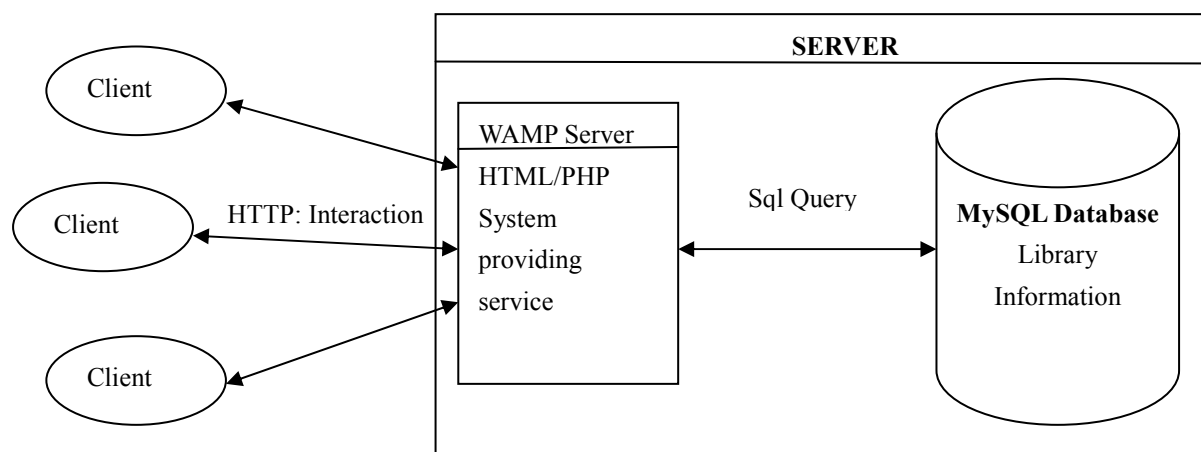 SERVER
Client
WAMP Server
HTML/PHP
System
providing
service
Client
HTTP: Interaction
Sql Query
MySQL Database
Library
Information
Client